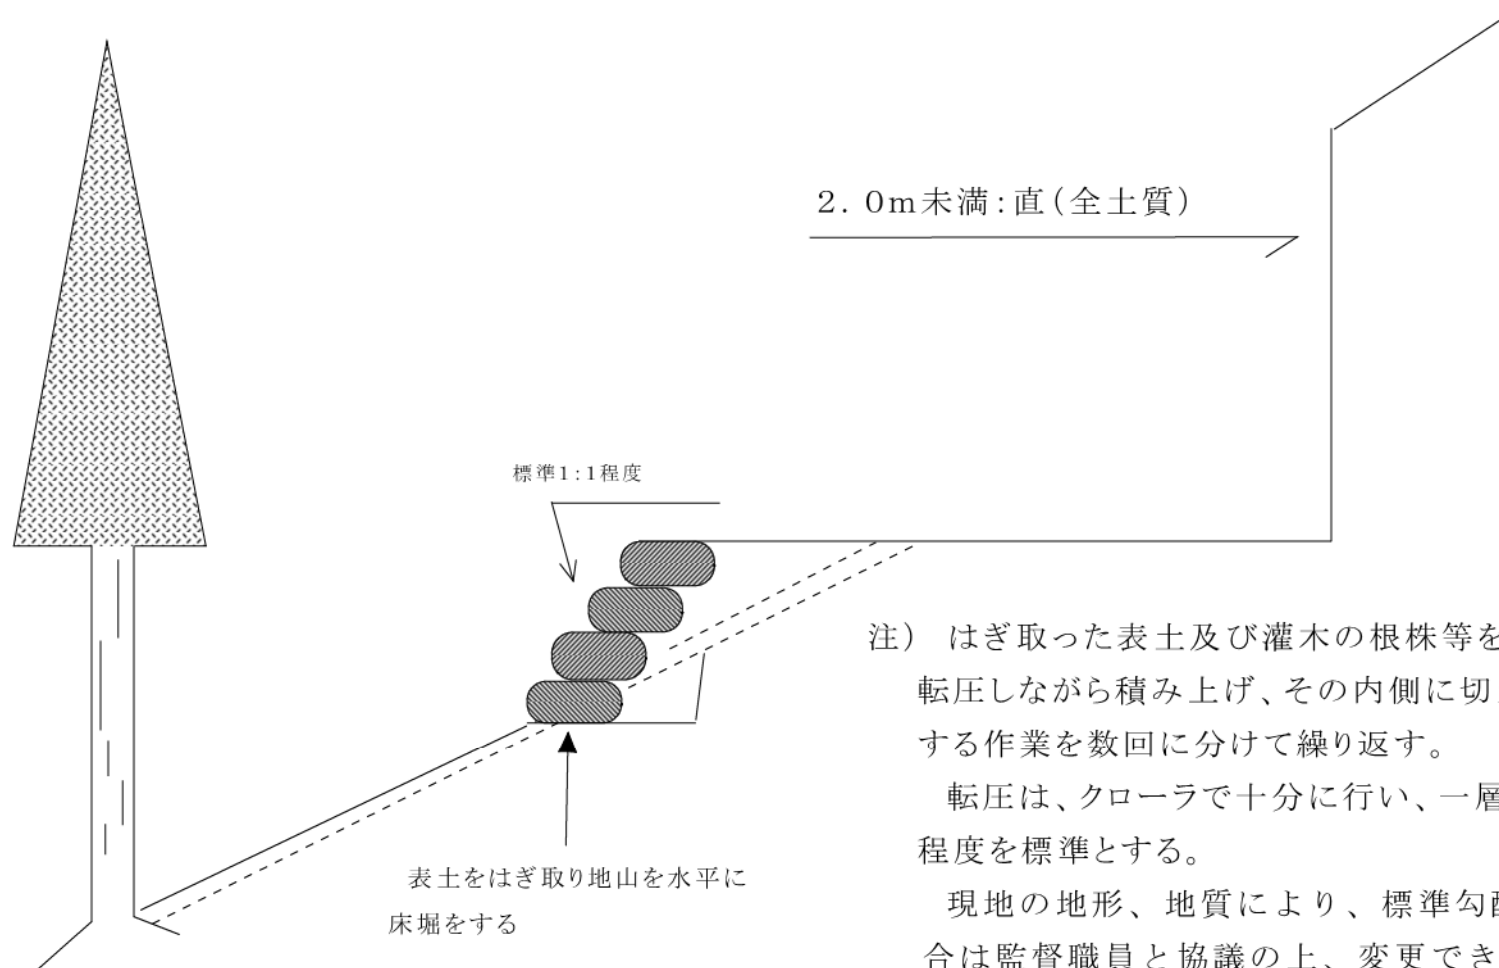 2.0m未満:直(全土質)
標準1:1程度
注) はぎ取った表土及び灌木の根株等を
転圧しながら積み上げ、その内側に切
する作業を数回に分けて繰り返す。
転圧は、クローラで十分に行い、一層
程度を標準とする。
現地の地形、地質により、標準勾配
合は監督職員と協議の上、変更でき
表土をはぎ取り地山を水平に
床堀をする